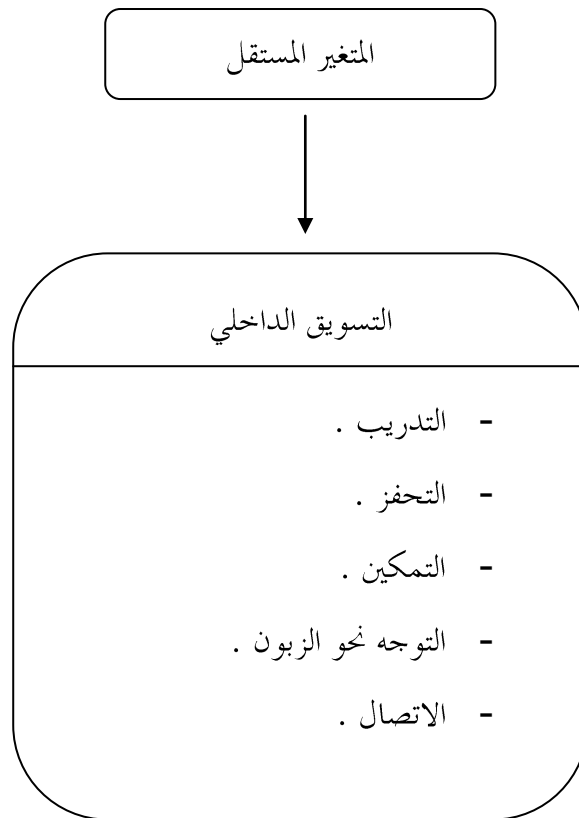 المتغير المستقل
التسويق الداخلي
- التدريب .
- التحفز .
- التمكين .
- التوجه نحو الزبون .
- الاتصال .